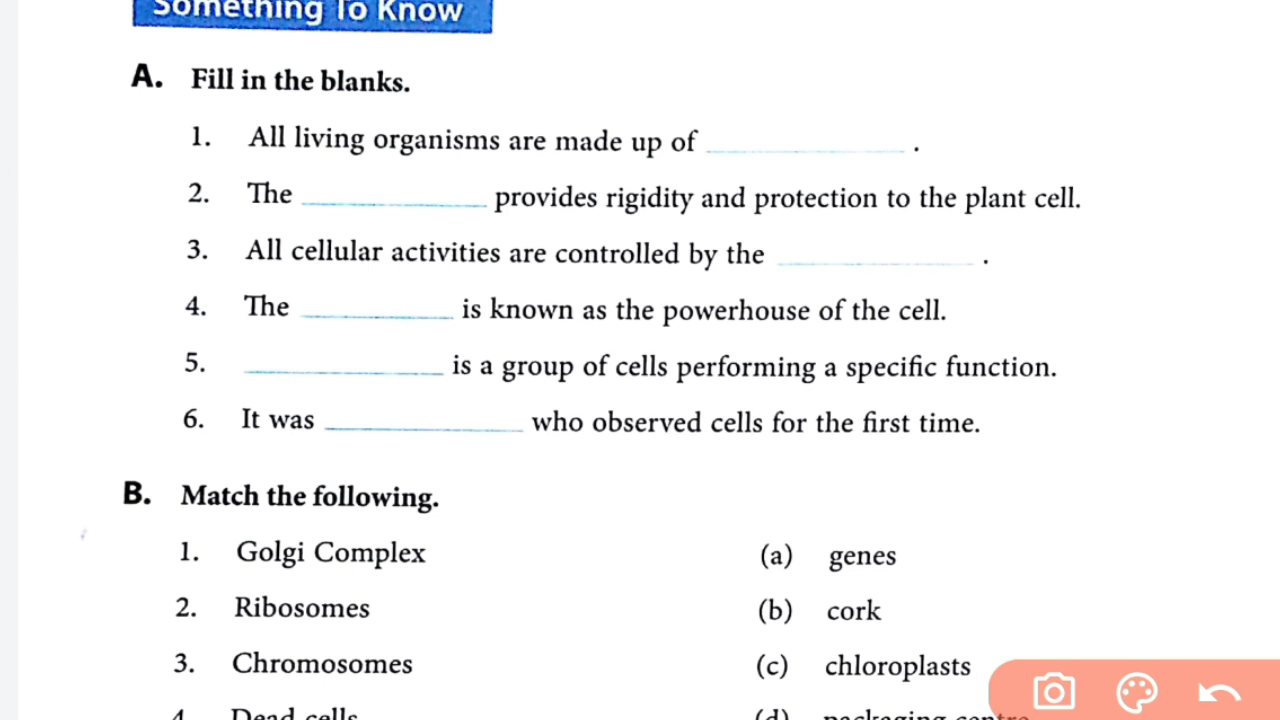 Something To Know
A. Fill in the blanks.
1. All living organisms are made up of ____________ .
2. The ____________ provides rigidity and protection to the plant cell.
3. All cellular activities are controlled by the ____________ .
4. The ____________ is known as the powerhouse of the cell.
5. ____________ is a group of cells performing a specific function.
6. It was ____________ who observed cells for the first time.
B. Match the following.
1. Golgi Complex (a) genes
2. Ribosomes (b) cork
3. Chromosomes (c) chloroplasts
4. Dead cells (d) packaging centre